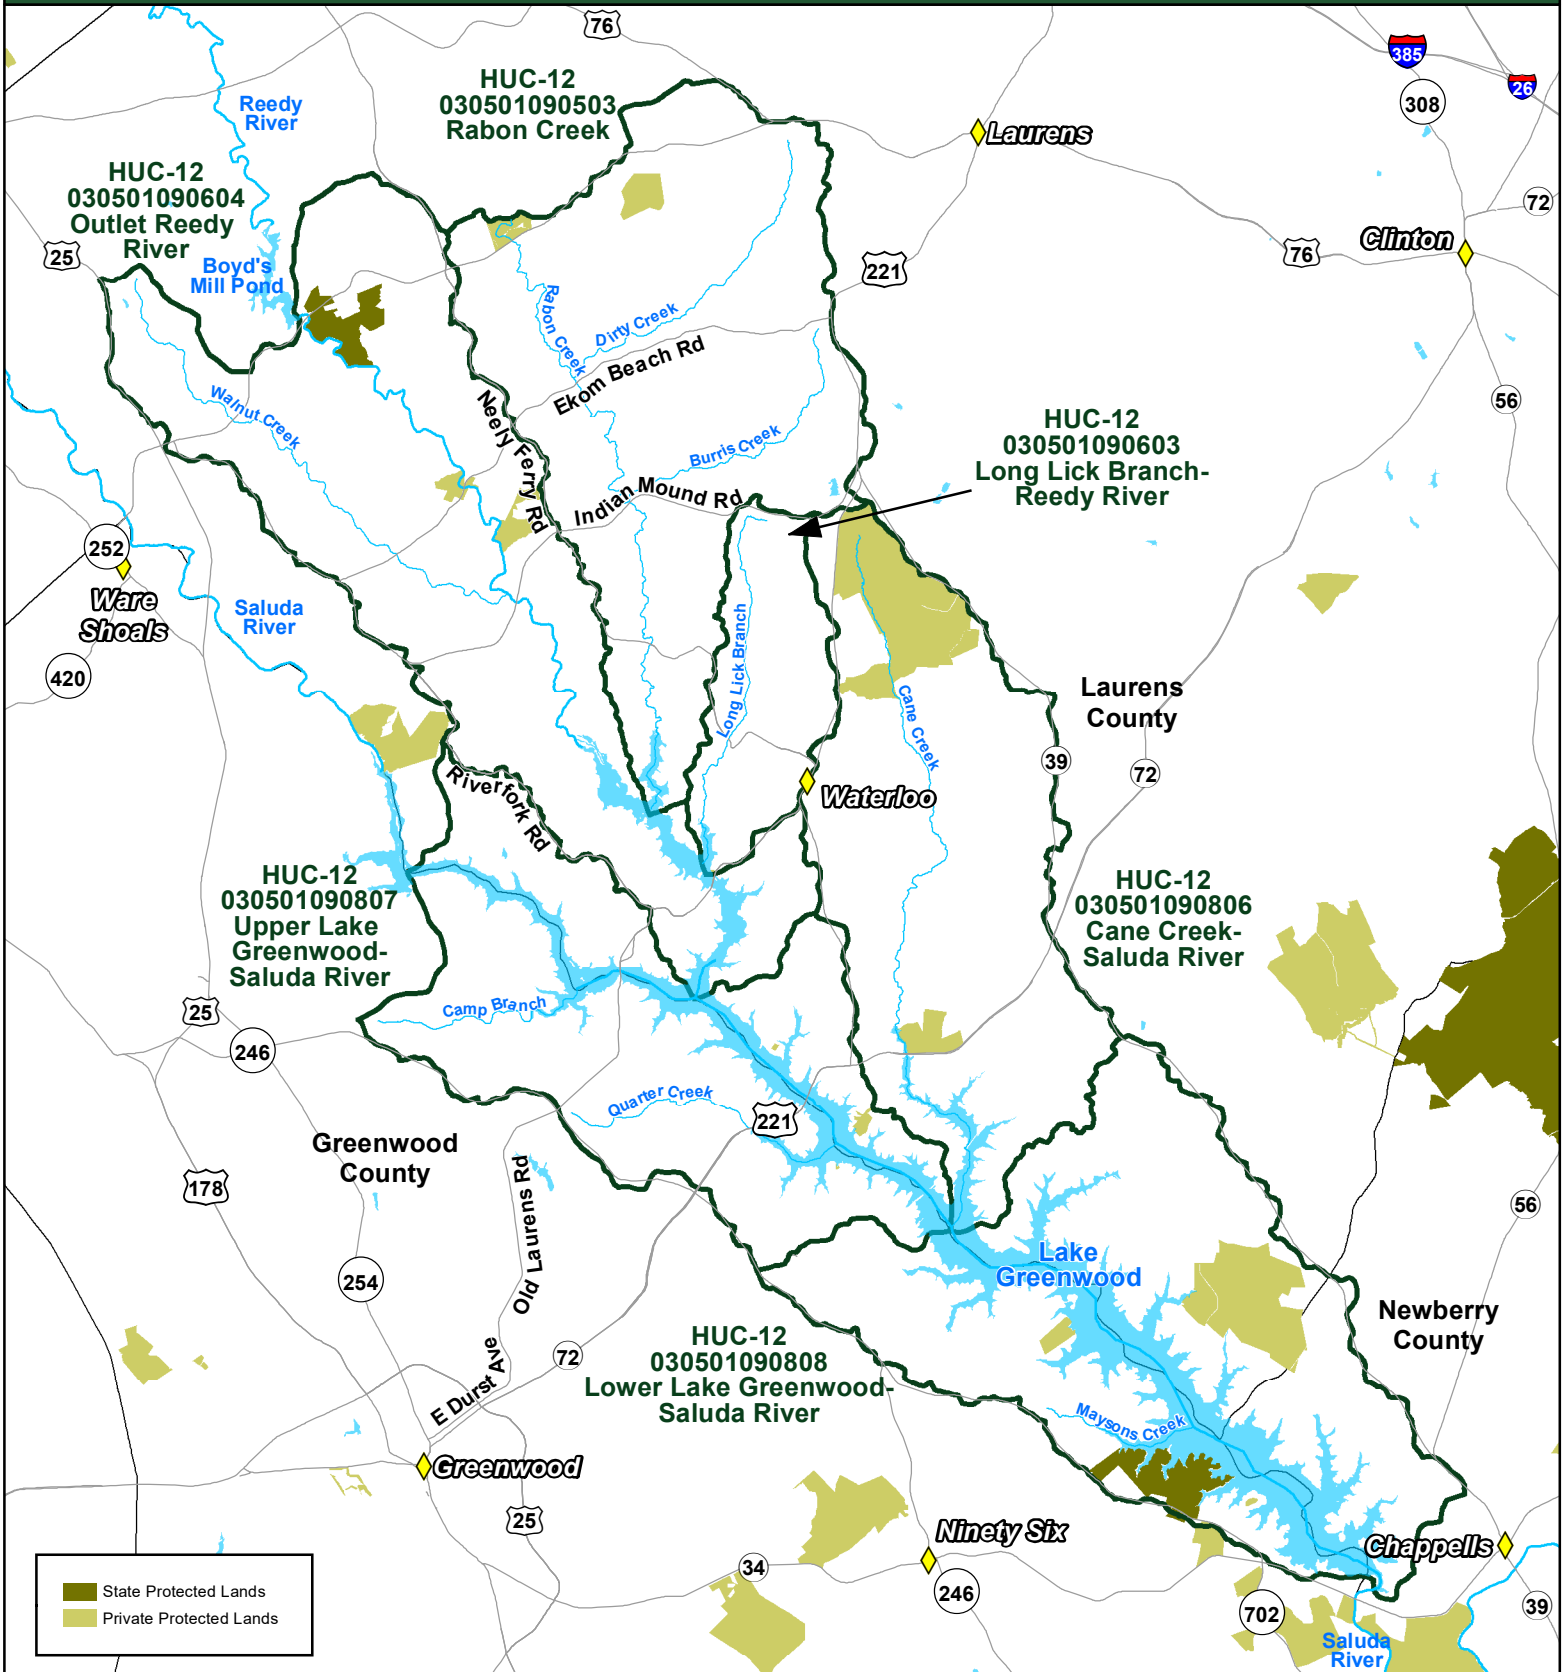 76
385
26
308
HUC-12
030501090503
Rabon Creek
Reedy
River
Laurens
HUC-12
030501090604
Outlet Reedy
River
72
25
Boyd's
Mill Pond
221
76
Clinton
Rabon Creek
Dirty Creek
Ekom Beach Rd
Walnut Creek
Neely Ferry Rd
56
HUC-12
030501090603
Long Lick Branch-
Reedy River
Burris Creek
Indian Mound Rd
252
Ware
Shoals
Saluda
River
420
Long Lick Branch
Cane Creek
Laurens
County
39
72
Riverfork Rd
Waterloo
HUC-12
030501090807
Upper Lake
Greenwood-
Saluda River
HUC-12
030501090806
Cane Creek-
Saluda River
25
Camp Branch
246
Quarter Creek
221
Greenwood
County
178
Old Laurens Rd
56
254
Lake
Greenwood
Newberry
County
HUC-12
030501090808
Lower Lake Greenwood-
Saluda River
72
E Durst Ave
Maysons Creek
Greenwood
25
Ninety Six
Chappells
34
246
702
39
Saluda
River
State Protected Lands
Private Protected Lands